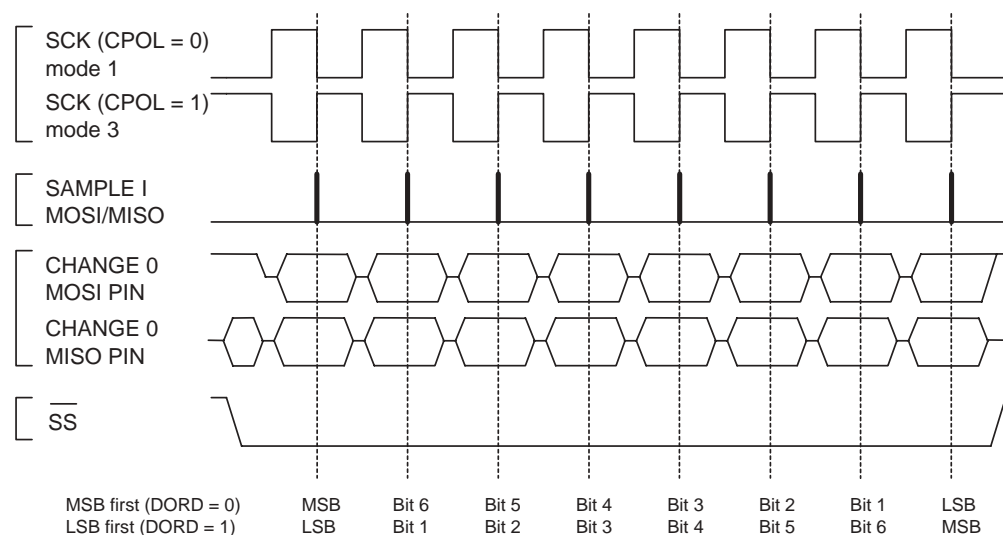 SCK (CPOL = 0)
mode 1
SCK (CPOL = 1)
mode 3
SAMPLE I
MOSI/MISO
CHANGE 0
MOSI PIN
CHANGE 0
MISO PIN
SS
MSB first (DORD = 0) MSB Bit 6 Bit 5 Bit 4 Bit 3 Bit 2 Bit 1 LSB
LSB first (DORD = 1) LSB Bit 1 Bit 2 Bit 3 Bit 4 Bit 5 Bit 6 MSB